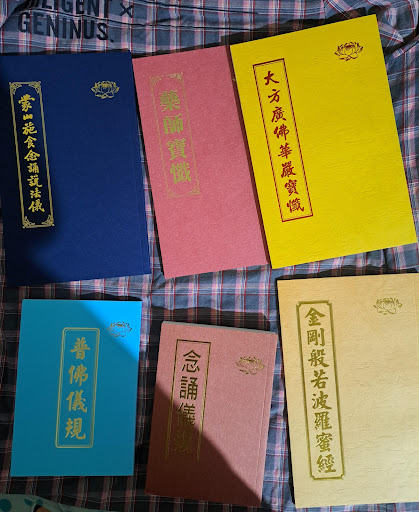 LIGENT ×
GENINUS.
蒙山施食念誦說法儀
藥師寶懺
大方廣佛華嚴寶懺
普佛儀規
念誦儀規
金剛般若波羅蜜經